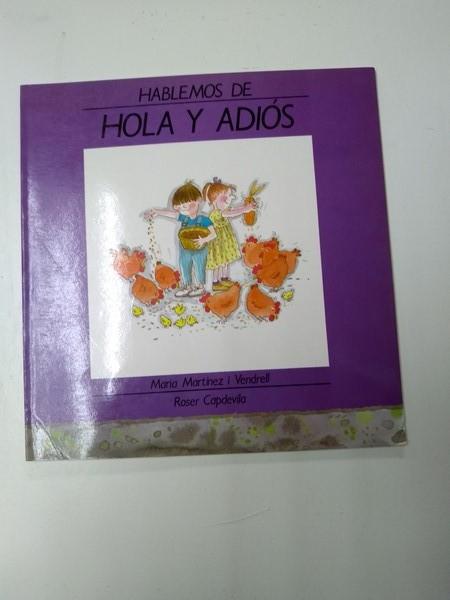 HABLEMOS DE
HOLA Y ADIÓS
Maria Martínez i Vendrell
Roser Capdevila